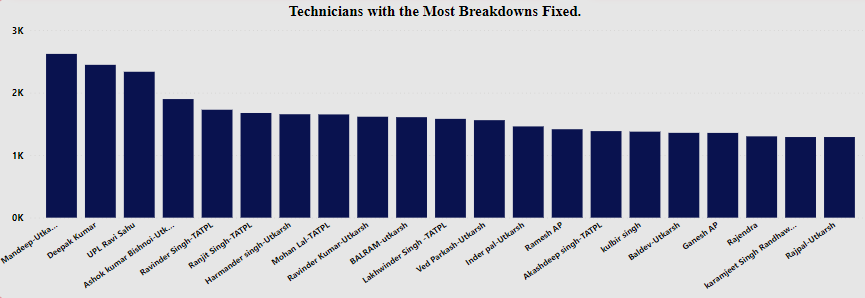 Technicians with the Most Breakdowns Fixed.
3K
2K
1K
0K
Mandeep-Utka...
Deepak Kumar
UPL Ravi Sahu
Ashok kumar Bishnoi-Utk...
Ravinder Singh-TATPL
Ranjit Singh-TATPL
Harmander singh-Utkarsh
Mohan Lal-TATPL
Ravinder Kumar-Utkarsh
BALRAM-utkarsh
Lakhwinder Singh -TATPL
Ved Parkash-Utkarsh
Inder pal-Utkarsh
Ramesh AP
Akashdeep singh-TATPL
kulbir singh
Baldev-Utkarsh
Ganesh AP
Rajendra
karamjeet Singh Randhaw...
Rajpal-Utkarsh